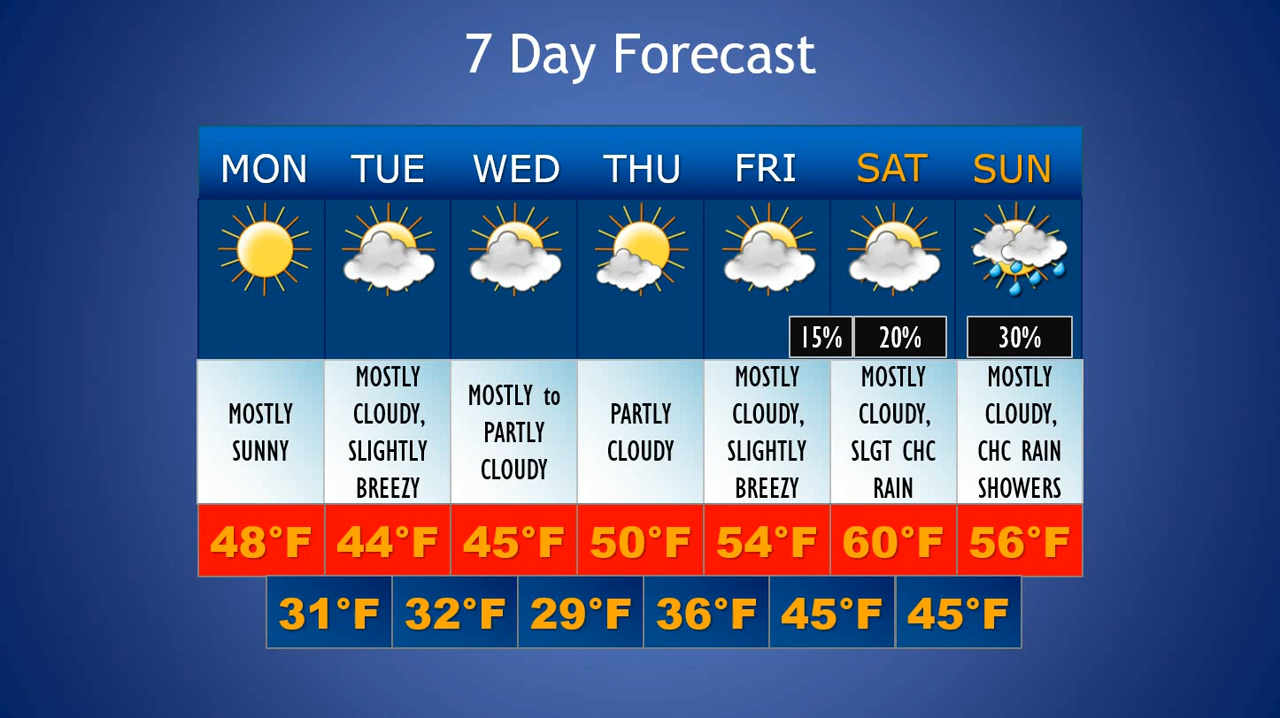 7 Day Forecast
MON TUE WED THU FRI SAT SUN
15% 20% 30%
MOSTLY
SUNNY
MOSTLY
CLOUDY,
SLIGHTLY
BREEZY
MOSTLY to
PARTLY
CLOUDY
PARTLY
CLOUDY
MOSTLY
CLOUDY,
SLIGHTLY
BREEZY
MOSTLY
CLOUDY,
SLGT CHC
RAIN
MOSTLY
CLOUDY,
CHC RAIN
SHOWERS
48°F 44°F 45°F 50°F 54°F 60°F 56°F
31°F 32°F 29°F 36°F 45°F 45°F